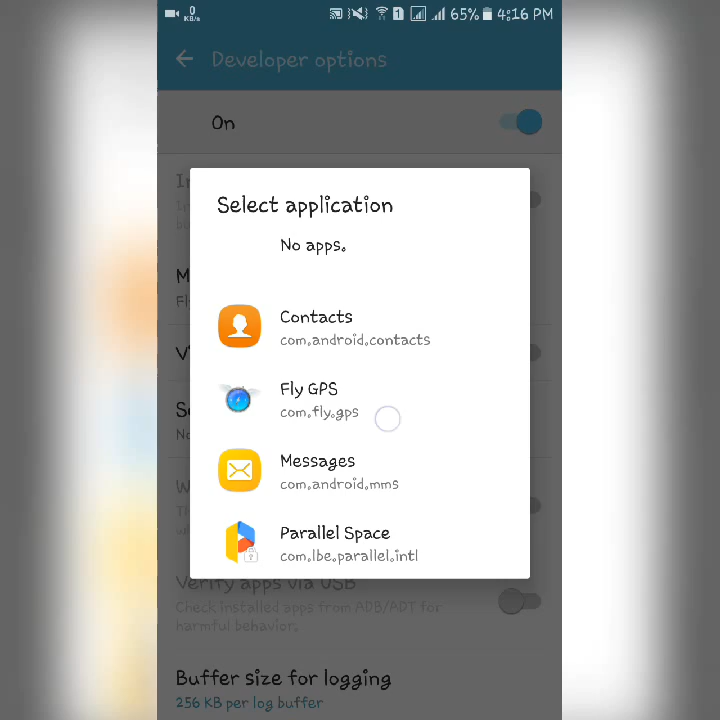 0
KB/s
1
65%
4:16 PM
Developer options
On
Select application
No apps.
Contacts
com.android.contacts
Fly GPS
com.fly.gps
Messages
com.android.mms
Parallel Space
com.lbe.parallel.intl
Verify apps via USB
Check installed apps from ADB/ADT for
harmful behavior.
Buffer size for logging
256 KB per log buffer